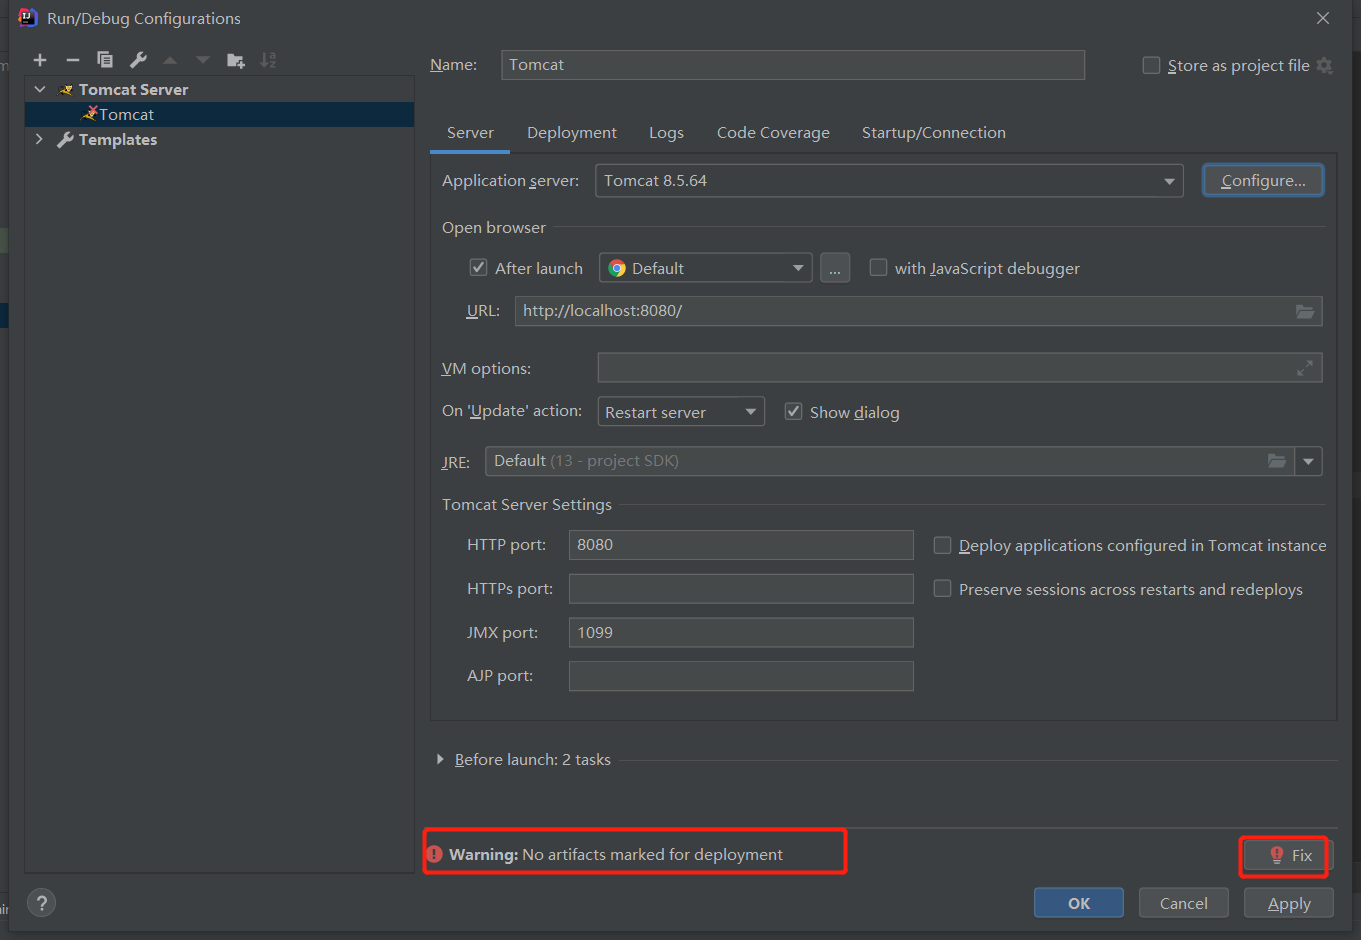 Run/Debug Configurations
Name: Tomcat
Store as project file
Tomcat Server
Tomcat
Templates
Server Deployment Logs Code Coverage Startup/Connection
Application server: Tomcat 8.5.64 Configure...
Open browser
After launch Default ... with JavaScript debugger
URL: http://localhost:8080/
VM options:
On 'Update' action: Restart server Show dialog
JRE: Default (13 - project SDK)
Tomcat Server Settings
HTTP port: 8080 Deploy applications configured in Tomcat instance
HTTPs port: Preserve sessions across restarts and redeploys
JMX port: 1099
AJP port:
Before launch: 2 tasks
Warning: No artifacts marked for deployment Fix
? OK Cancel Apply